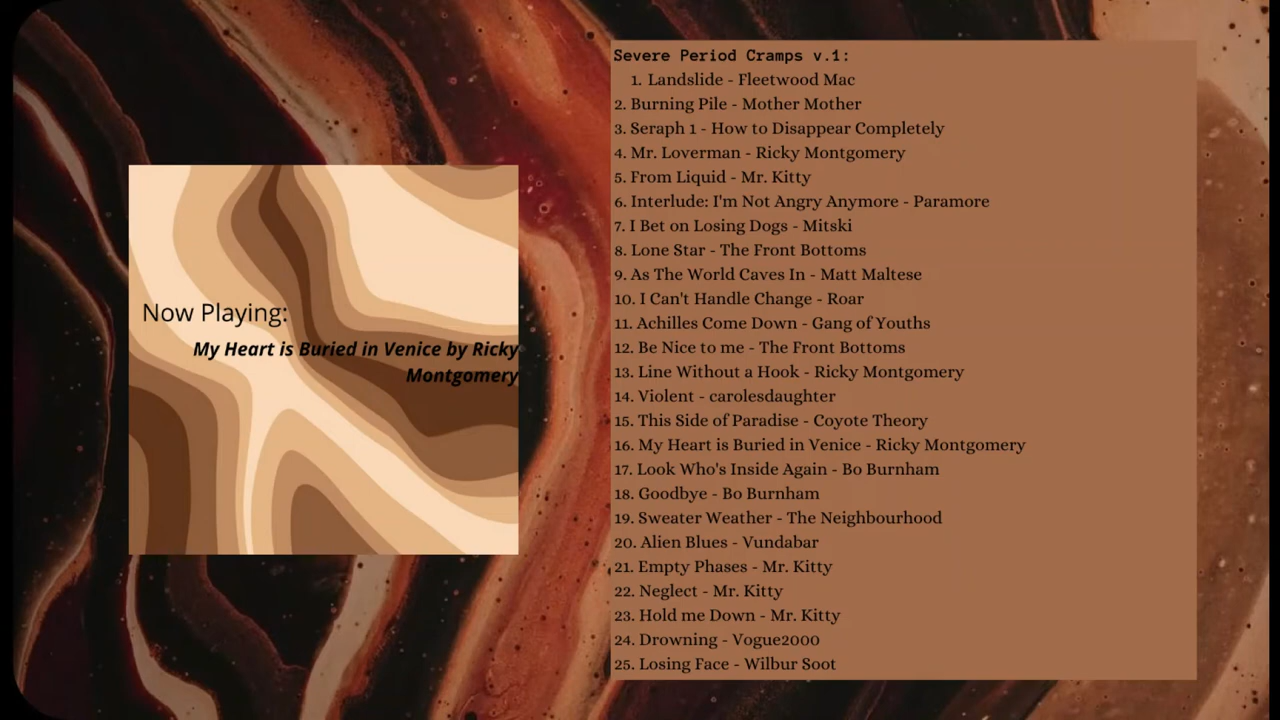 Now Playing:
My Heart is Buried in Venice by Ricky
Montgomery
Severe Period Cramps v.1:
1. Landslide - Fleetwood Mac
2. Burning Pile - Mother Mother
3. Seraph 1 - How to Disappear Completely
4. Mr. Loverman - Ricky Montgomery
5. From Liquid - Mr. Kitty
6. Interlude: I'm Not Angry Anymore - Paramore
7. I Bet on Losing Dogs - Mitski
8. Lone Star - The Front Bottoms
9. As The World Caves In - Matt Maltese
10. I Can't Handle Change - Roar
11. Achilles Come Down - Gang of Youths
12. Be Nice to me - The Front Bottoms
13. Line Without a Hook - Ricky Montgomery
14. Violent - carolesdaughter
15. This Side of Paradise - Coyote Theory
16. My Heart is Buried in Venice - Ricky Montgomery
17. Look Who's Inside Again - Bo Burnham
18. Goodbye - Bo Burnham
19. Sweater Weather - The Neighbourhood
20. Alien Blues - Vundabar
21. Empty Phases - Mr. Kitty
22. Neglect - Mr. Kitty
23. Hold me Down - Mr. Kitty
24. Drowning - Vogue2000
25. Losing Face - Wilbur Soot